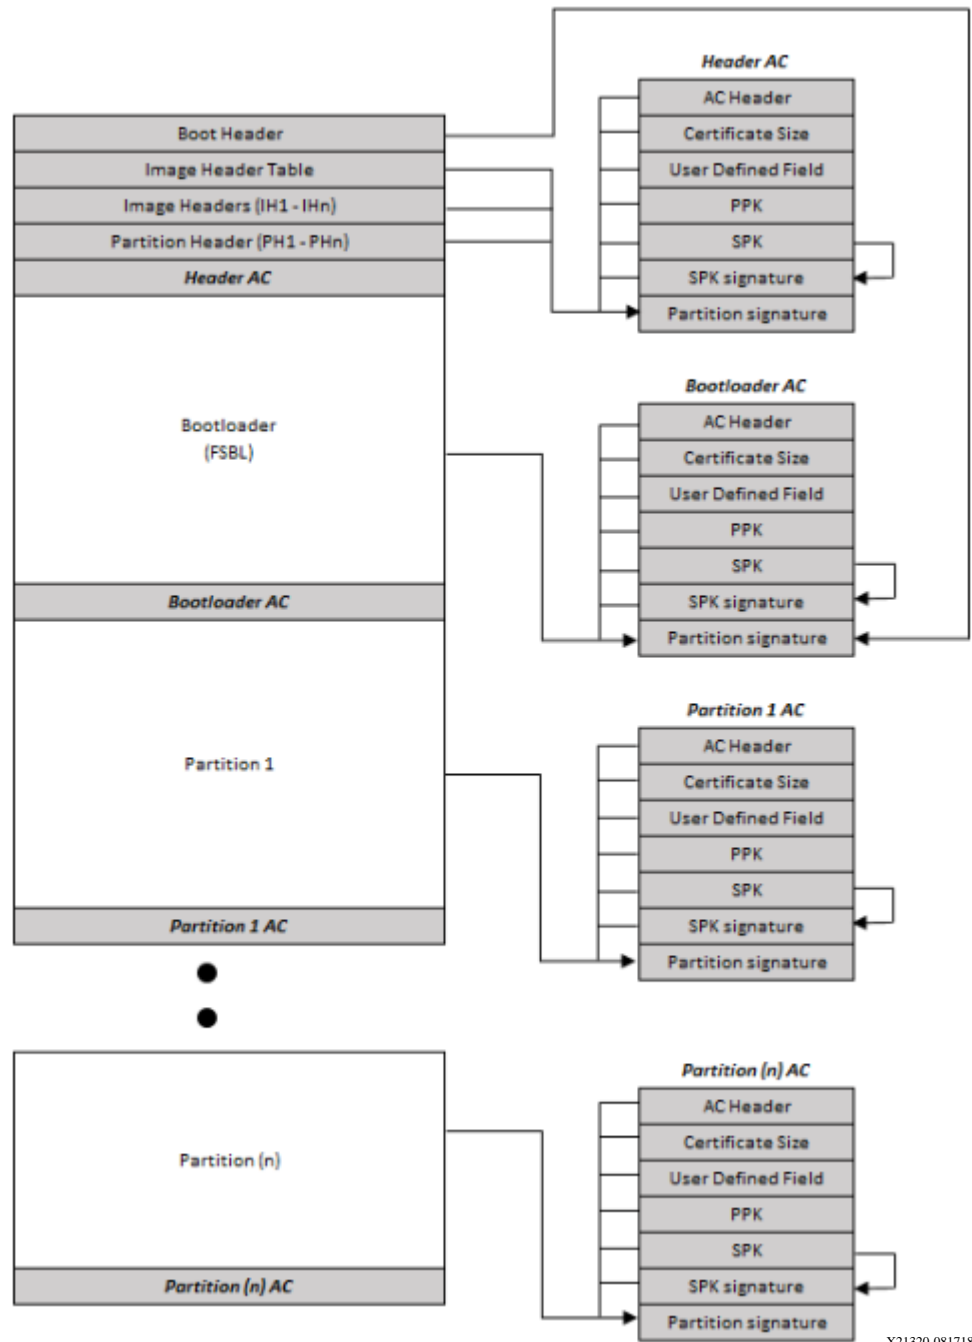 Boot Header
Image Header Table
Image Headers (IH1 - IHn)
Partition Header (PH1 - PHn)
Header AC
Bootloader
(FSBL)
Bootloader AC
Partition 1
Partition 1 AC
Partition (n)
Partition (n) AC
Header AC
AC Header
Certificate Size
User Defined Field
PPK
SPK
SPK signature
Partition signature
Bootloader AC
AC Header
Certificate Size
User Defined Field
PPK
SPK
SPK signature
Partition signature
Partition 1 AC
AC Header
Certificate Size
User Defined Field
PPK
SPK
SPK signature
Partition signature
Partition (n) AC
AC Header
Certificate Size
User Defined Field
PPK
SPK
SPK signature
Partition signature
X21320-081718